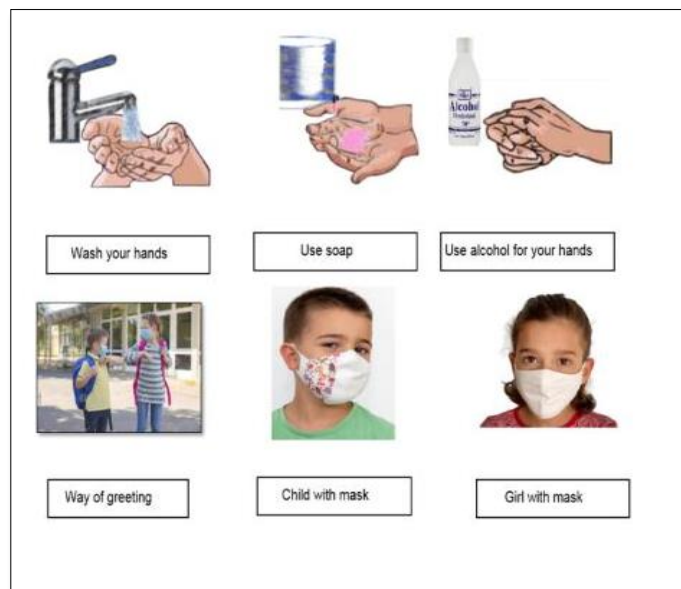 Alcohol
Wash your hands
Use soap
Use alcohol for your hands
Way of greeting
Child with mask
Girl with mask